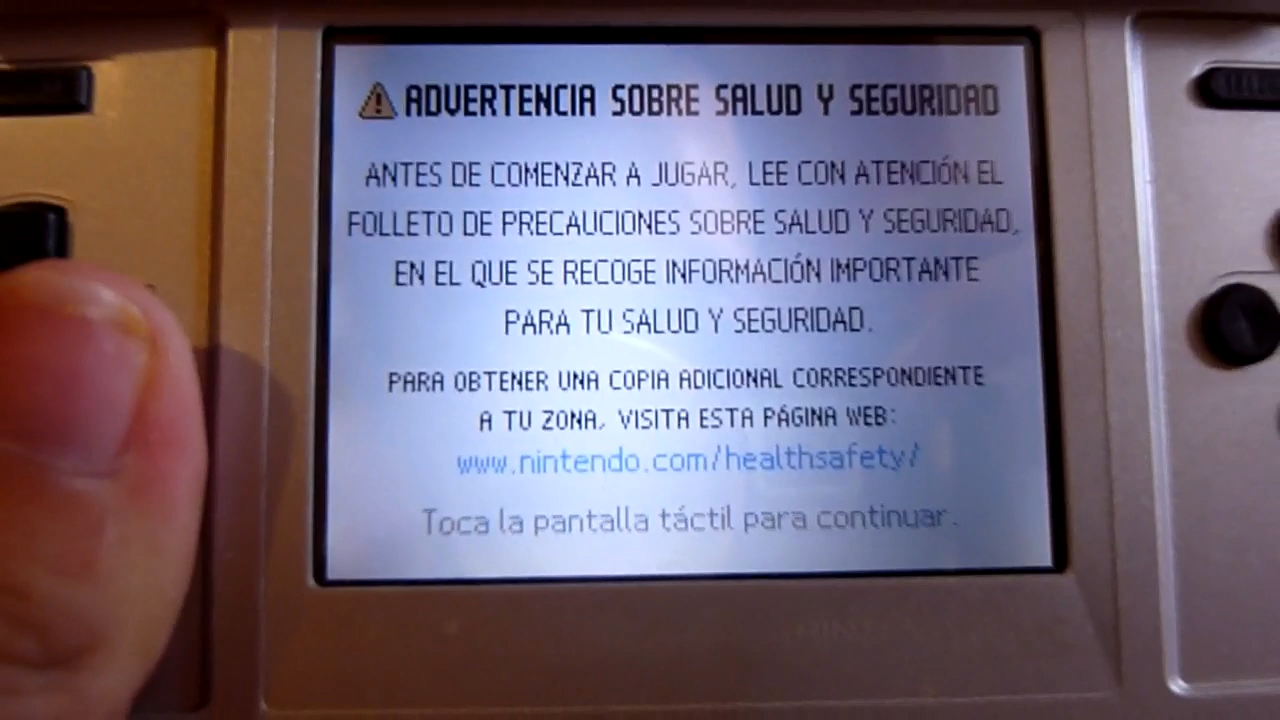 ADVERTENCIA SOBRE SALUD Y SEGURIDAD
ANTES DE COMENZAR A JUGAR, LEE CON ATENCIÓN EL
FOLLETO DE PRECAUCIONES SOBRE SALUD Y SEGURIDAD,
EN EL QUE SE RECOGE INFORMACIÓN IMPORTANTE
PARA TU SALUD Y SEGURIDAD.
PARA OBTENER UNA COPIA ADICIONAL CORRESPONDIENTE
A TU ZONA, VISITA ESTA PÁGINA WEB:
www.nintendo.com/healthsafety/
Toca la pantalla táctil para continuar.